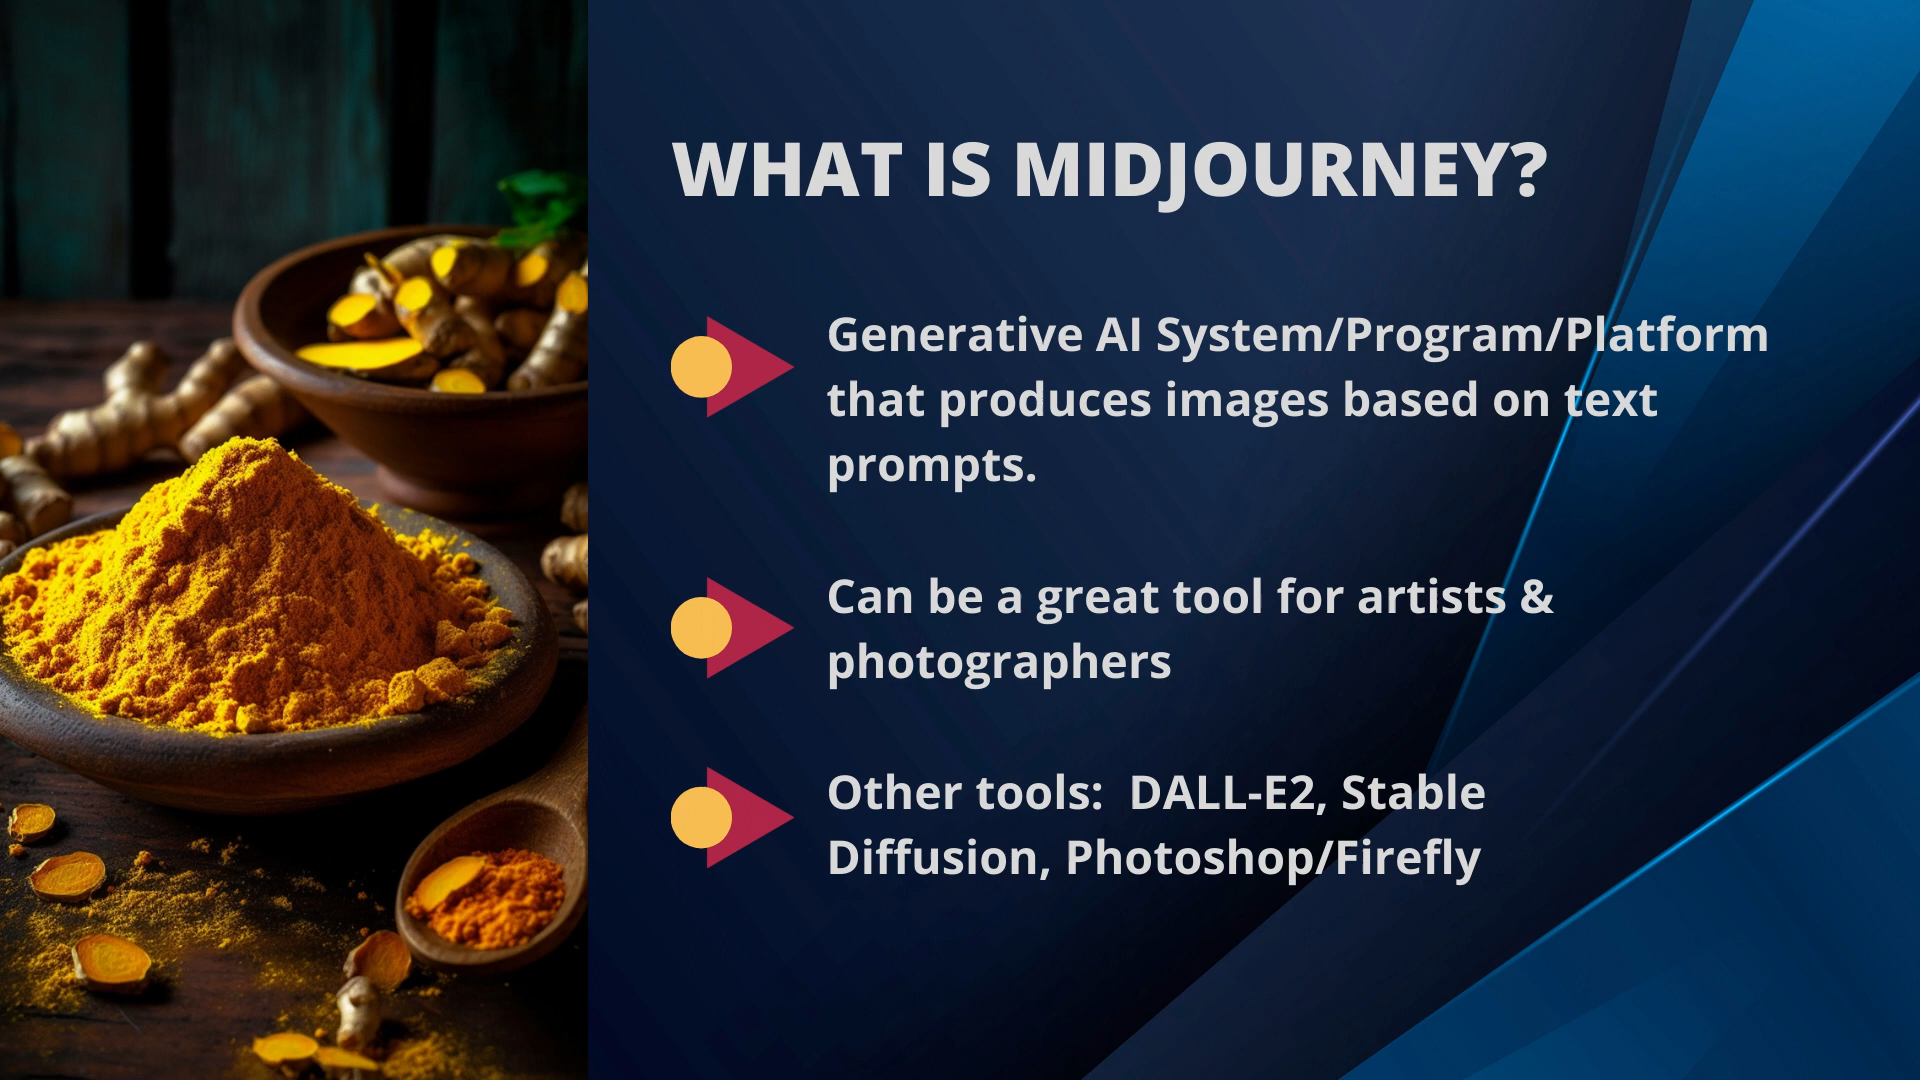 WHAT IS MIDJOURNEY?
Generative AI System/Program/Platform
that produces images based on text
prompts.
Can be a great tool for artists &
photographers
Other tools:  DALL-E2, Stable
Diffusion, Photoshop/Firefly